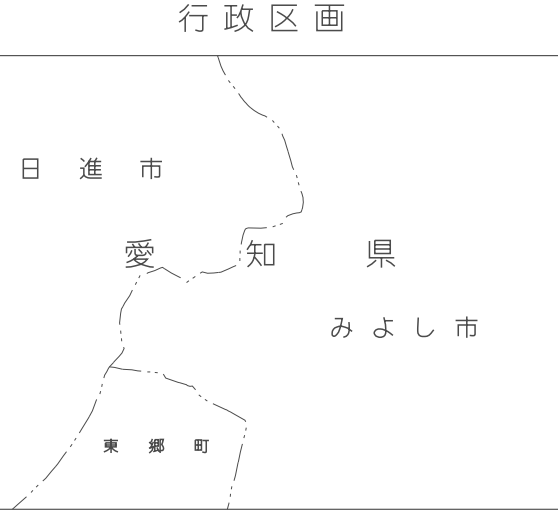 行政区画
日進市
愛知県
みよし市
東郷町